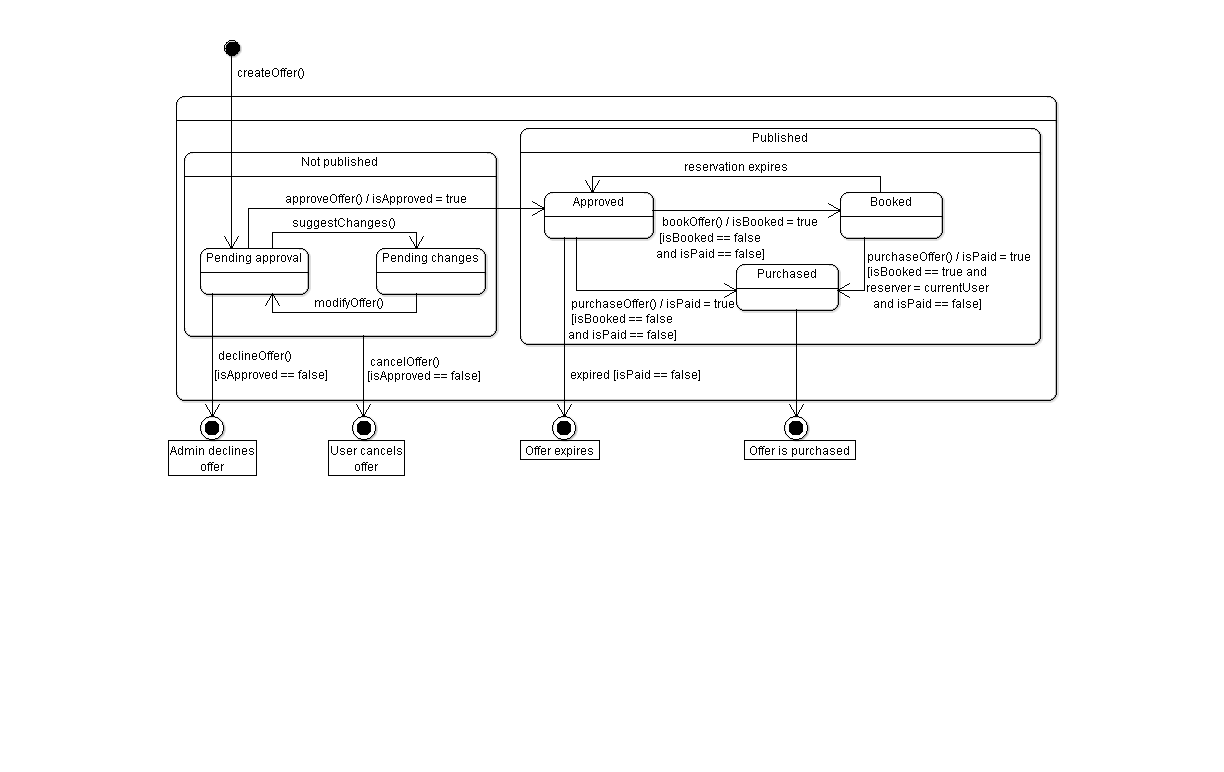 createOffer()
Published
Not published
reservation expires
approveOffer() / isApproved = true
Approved
Booked
suggestChanges()
bookOffer() / isBooked = true
[isBooked == false
and isPaid == false]
Pending approval
Pending changes
purchaseOffer() / isPaid = true
[isBooked == true and
reserver = currentUser
and isPaid == false]
Purchased
modifyOffer()
purchaseOffer() / isPaid = true
[isBooked == false
and isPaid == false]
declineOffer()
[isApproved == false]
cancelOffer()
[isApproved == false]
expired [isPaid == false]
Admin declines
offer
User cancels
offer
Offer expires
Offer is purchased